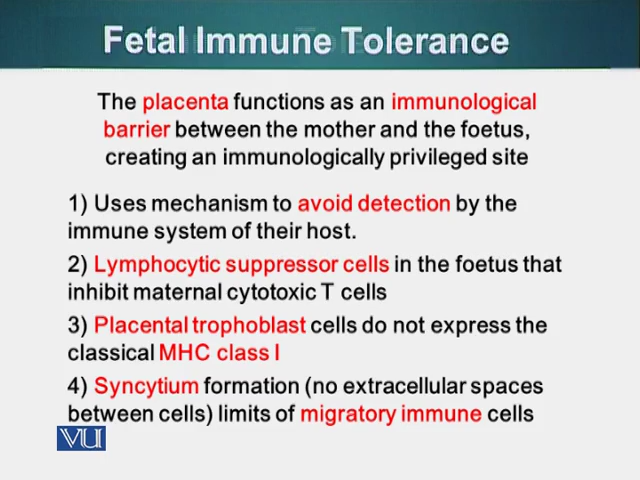 Fetal Immune Tolerance
The placenta functions as an immunological
barrier between the mother and the foetus,
creating an immunologically privileged site
1) Uses mechanism to avoid detection by the
immune system of their host.
2) Lymphocytic suppressor cells in the foetus that
inhibit maternal cytotoxic T cells
3) Placental trophoblast cells do not express the
classical MHC class I
4) Syncytium formation (no extracellular spaces
between cells) limits of migratory immune cells
VU